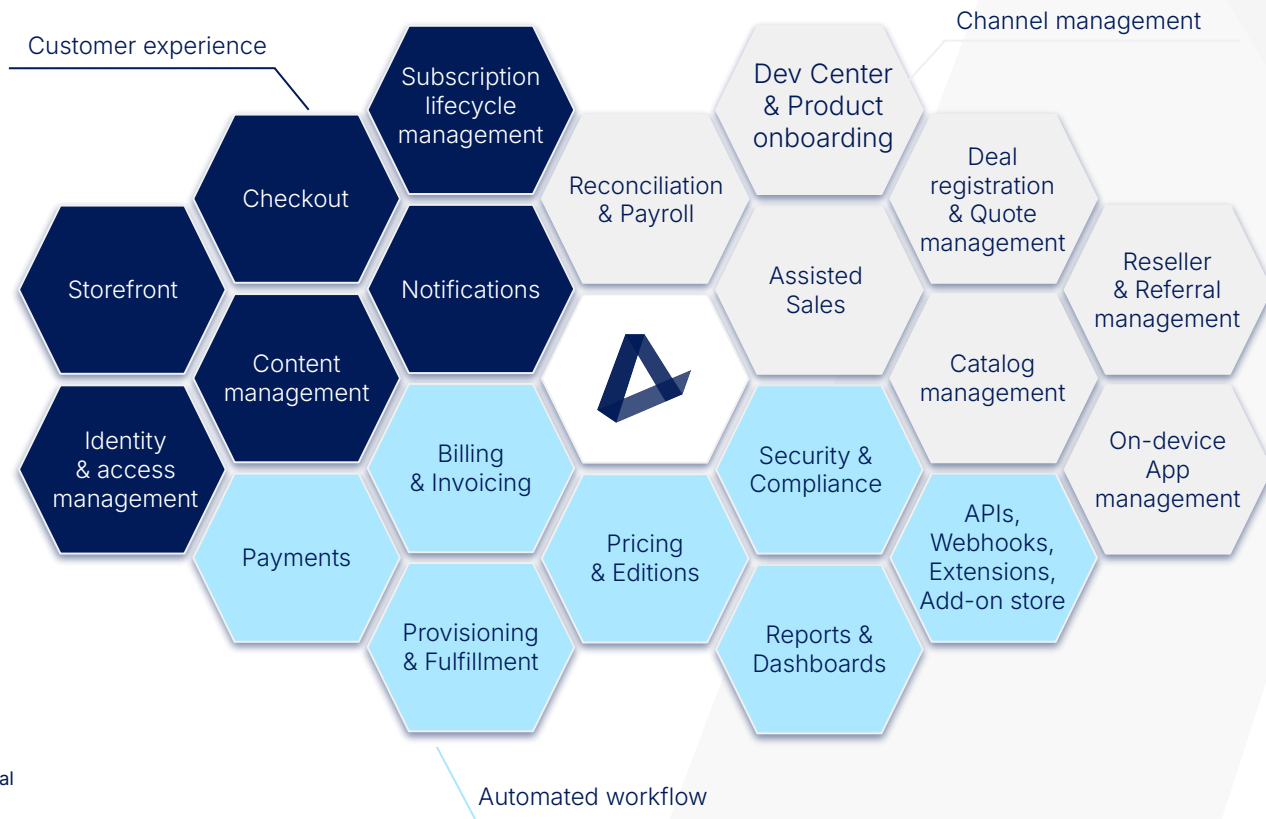 Customer experience
Channel management
Subscription
lifecycle
management
Dev Center
& Product
onboarding
Checkout
Reconciliation
& Payroll
Deal
registration
& Quote
management
Storefront
Notifications
Assisted
Sales
Reseller
& Referral
management
Content
management
Catalog
management
Identity
& access
management
Billing
& Invoicing
Security &
Compliance
On-device
App
management
Payments
Pricing
& Editions
APIs,
Webhooks,
Extensions,
Add-on store
Provisioning
& Fulfillment
Reports &
Dashboards
al
Automated workflow